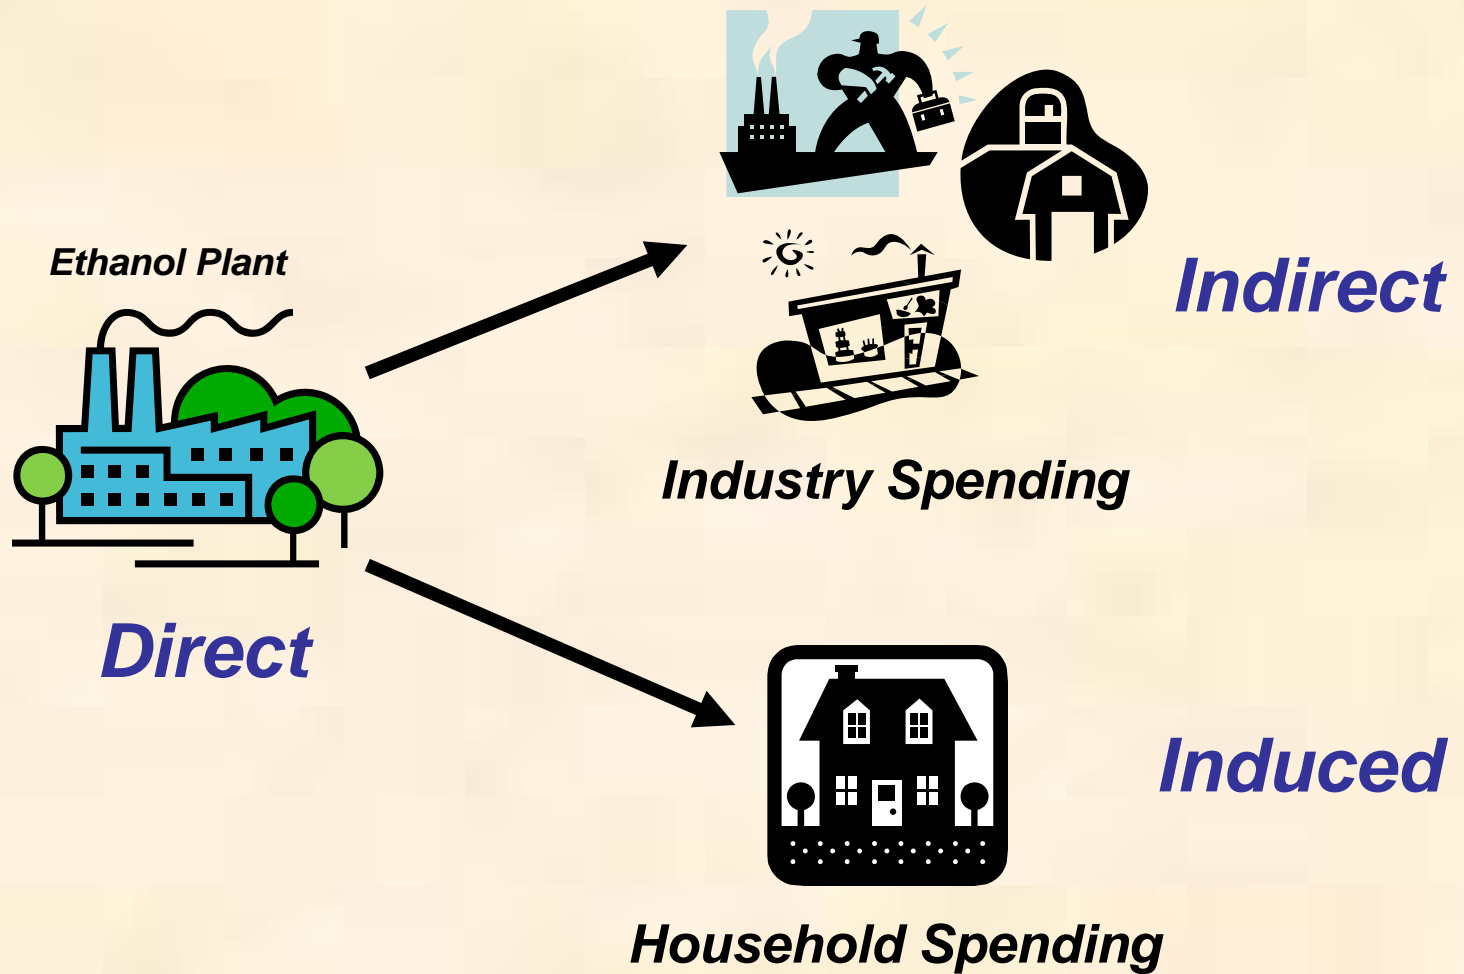 Ethanol Plant
Direct
Indirect
Industry Spending
Induced
Household Spending